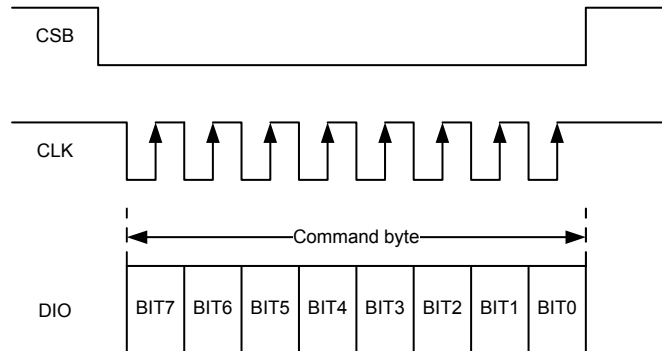 CSB
CLK
Command byte
DIO BIT7 BIT6 BIT5 BIT4 BIT3 BIT2 BIT1 BIT0